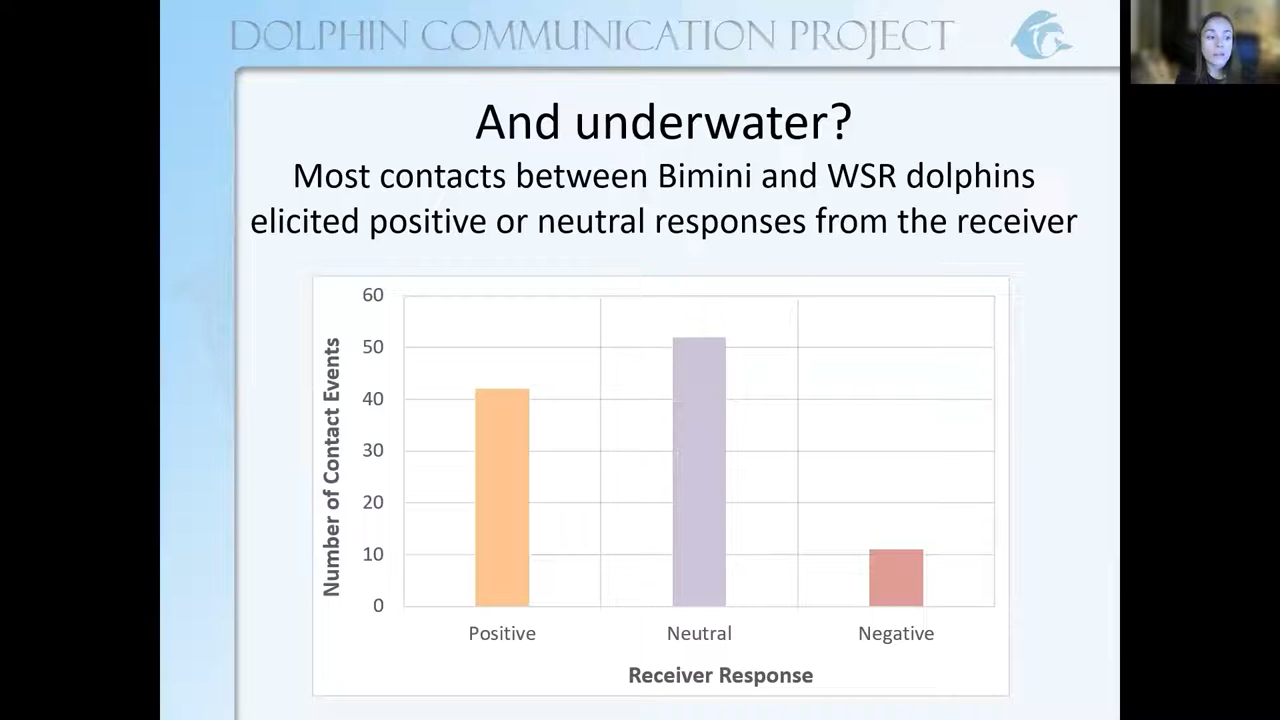 DOLPHIN COMMUNICATION PROJECT
And underwater?
Most contacts between Bimini and WSR dolphins
elicited positive or neutral responses from the receiver
60
50
40
30
20
10
0
Number of Contact Events
Positive Neutral Negative
Receiver Response